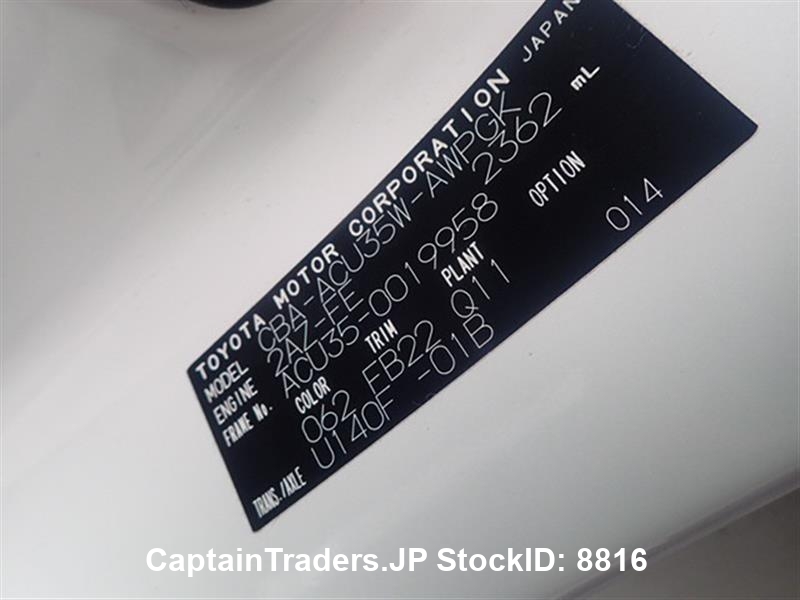 TOYOTA MOTOR CORPORATION JAPAN
MODEL CBA-ACU35W-AWPGK
ENGINE 2AZ-FE 2362 mL
FRAME No. ACU35-0019958
COLOR TRIM PLANT OPTION
062 FB22 Q11 014
TRANS./AXLE U140F -01B
CaptainTraders.JP StockID: 8816